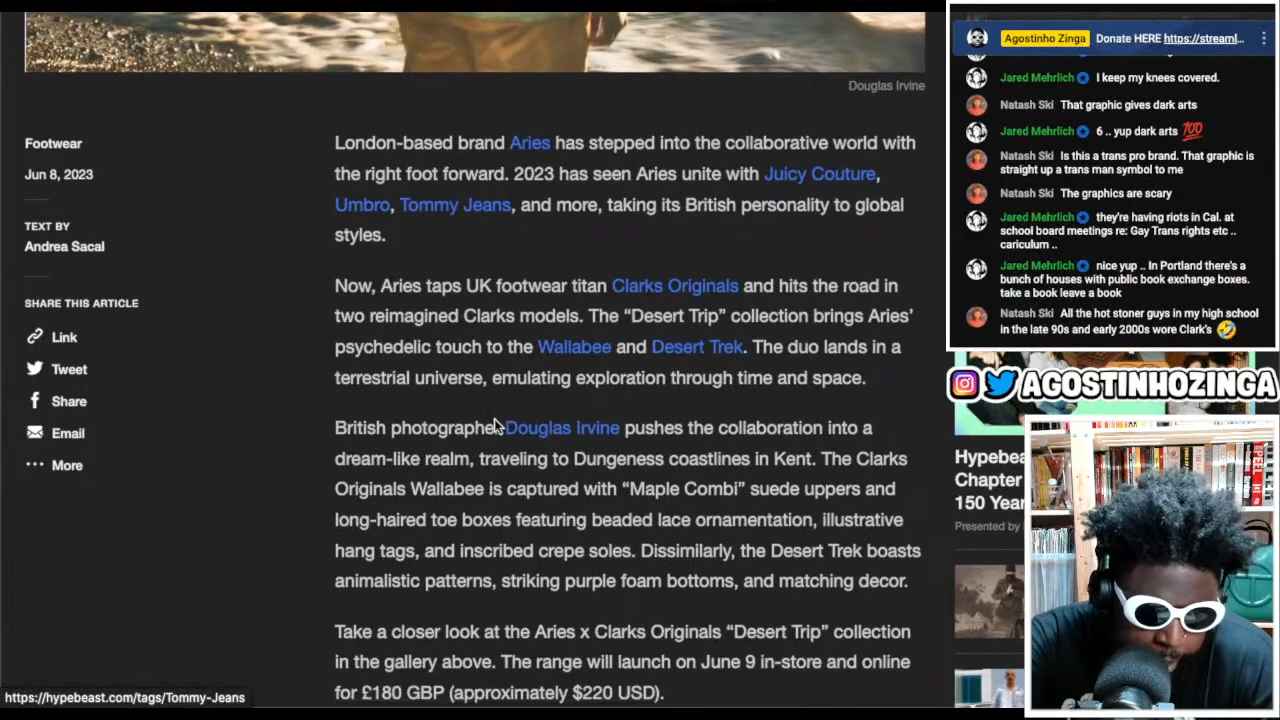 Douglas Irvine
Footwear
Jun 8, 2023
TEXT BY
Andrea Sacal
SHARE THIS ARTICLE
Link
Tweet
Share
Email
More
London-based brand Aries has stepped into the collaborative world with
the right foot forward. 2023 has seen Aries unite with Juicy Couture,
Umbro, Tommy Jeans, and more, taking its British personality to global
styles.
Now, Aries taps UK footwear titan Clarks Originals and hits the road in
two reimagined Clarks models. The “Desert Trip” collection brings Aries’
psychedelic touch to the Wallabee and Desert Trek. The duo lands in a
terrestrial universe, emulating exploration through time and space.
British photographer Douglas Irvine pushes the collaboration into a
dream-like realm, traveling to Dungeness coastlines in Kent. The Clarks
Originals Wallabee is captured with “Maple Combi” suede uppers and
long-haired toe boxes featuring beaded lace ornamentation, illustrative
hang tags, and inscribed crepe soles. Dissimilarly, the Desert Trek boasts
animalistic patterns, striking purple foam bottoms, and matching decor.
Take a closer look at the Aries x Clarks Originals “Desert Trip” collection
in the gallery above. The range will launch on June 9 in-store and online
for £180 GBP (approximately $220 USD).
https://hypebeast.com/tags/Tommy-Jeans
Agostinho Zinga Donate HERE https://streaml...
Jared Mehrlich I keep my knees covered.
Natash Ski That graphic gives dark arts
Jared Mehrlich 6 .. yup dark arts 💯
Natash Ski Is this a trans pro brand. That graphic is
straight up a trans man symbol to me
Natash Ski The graphics are scary
Jared Mehrlich they're having riots in Cal. at
school board meetings re: Gay Trans rights etc ..
cariculum ..
Jared Mehrlich nice yup .. In Portland there's a
bunch of houses with public book exchange boxes.
take a book leave a book
Natash Ski All the hot stoner guys in my high school
in the late 90s and early 2000s wore Clark's 🤣
AGOSTINHOZINGA
Hypebea
Chapter
150 Year
Presented by